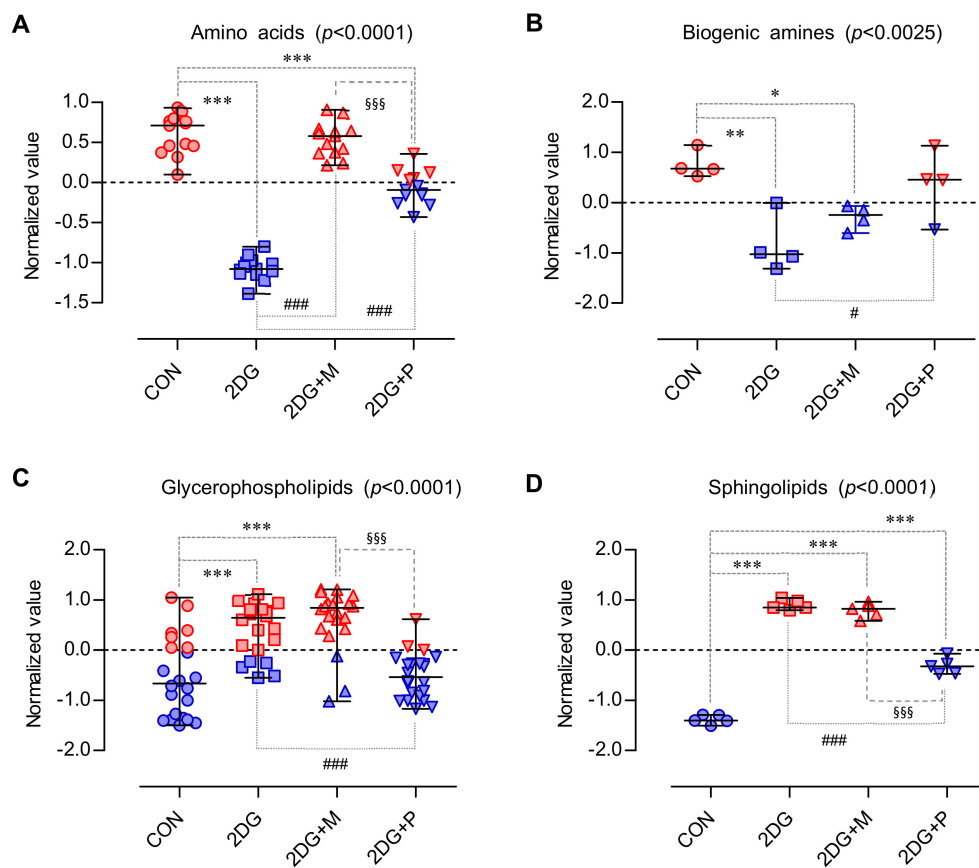 A
Amino acids (p<0.0001)
***
***
§§§
Normalized value
1.0
0.5
0.0
-0.5
-1.0
-1.5
###
###
CON
2DG
2DG+M
2DG+P
B
Biogenic amines (p<0.0025)
*
**
Normalized value
2.0
1.0
0.0
-1.0
-2.0
#
CON
2DG
2DG+M
2DG+P
C
Glycerophospholipids (p<0.0001)
***
§§§
***
Normalized value
2.0
1.0
0.0
-1.0
-2.0
###
CON
2DG
2DG+M
2DG+P
D
Sphingolipids (p<0.0001)
***
***
***
Normalized value
2.0
1.0
0.0
-1.0
-2.0
§§§
###
CON
2DG
2DG+M
2DG+P